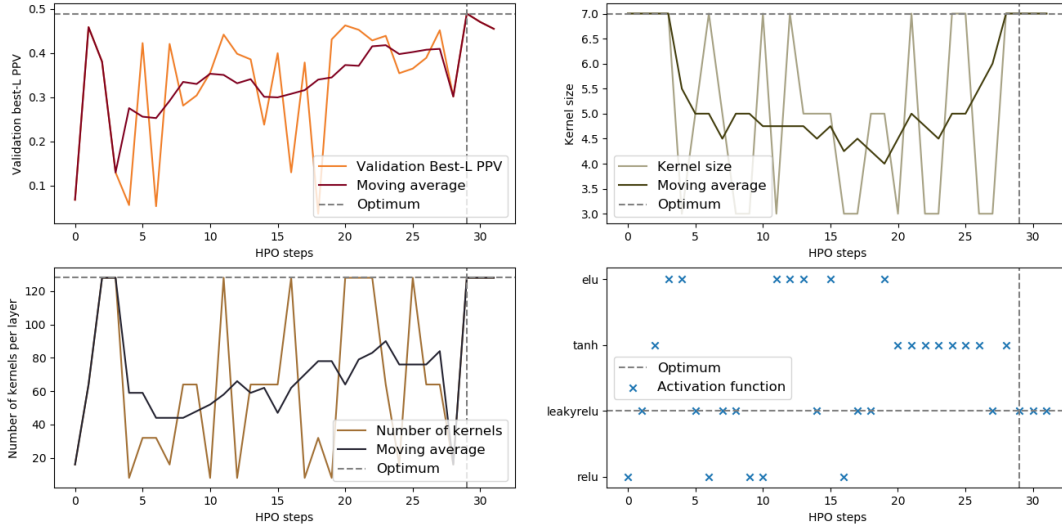 Validation best-L PPV
0.5
0.4
0.3
0.2
0.1
Validation Best-L PPV
Moving average
Optimum
0 5 10 15 20 25 30
HPO steps
Kernel size
7.0
6.5
6.0
5.5
5.0
4.5
4.0
3.5
3.0
Kernel size
Moving average
Optimum
0 5 10 15 20 25 30
HPO steps
Number of kernels per layer
120
100
80
60
40
20
Number of kernels
Moving average
Optimum
0 5 10 15 20 25 30
HPO steps
elu
tanh
leakyrelu
relu
Optimum
Activation function
0 5 10 15 20 25 30
HPO steps